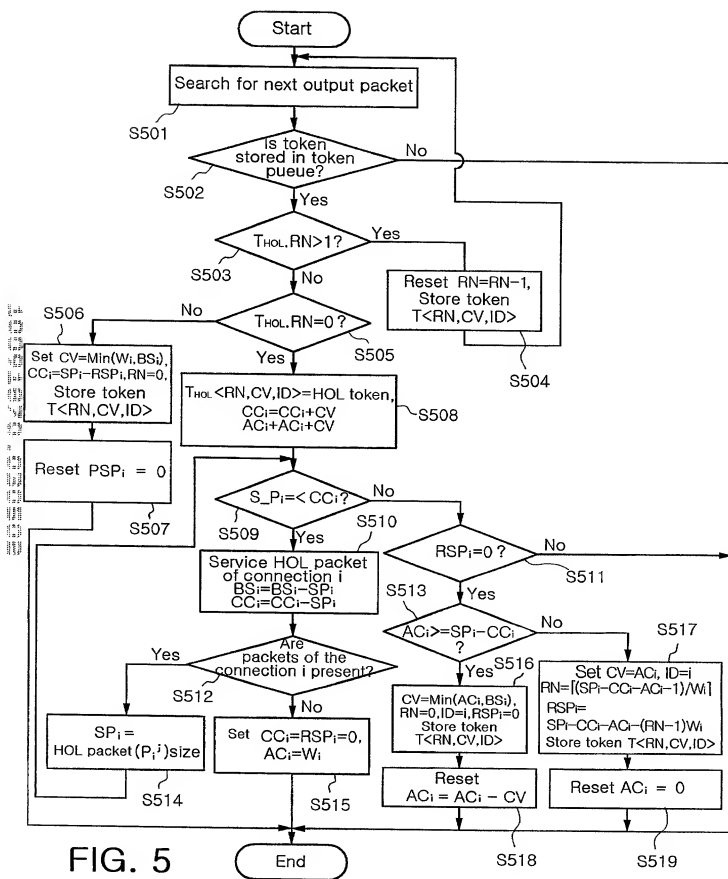 Start
Search for next output packet
S501
Is token
stored in token
pueue?
No
S502
Yes
THOL.RN>1?
Yes
S503
No
Reset RN=RN-1,
Store token
T<RN,CV,ID>
S504
S506
No
THOL.RN=0?
S505
Yes
Set CV=Min(Wi,BSi),
CCi=SPi-RSPi,RN=0,
Store token
T<RN,CV,ID>
THOL<RN,CV,ID>=HOL token,
CCi=CCi+CV
ACi+ACi+CV
S508
Reset PSPi = 0
S507
S_Pi=<CCi?
No
S509
Yes
S510
Service HOL packet
of connection i
BSi=BSi-SPi
CCi=CCi-SPi
RSPi=0?
No
S511
Yes
S513
ACi>=SPi-CCi
?
No
Yes
S517
Are
packets of the
connection i present?
Yes
S512
No
S516
CV=Min(ACi,BSi),
RN=0,ID=i,RSPi=0
Store token
T<RN,CV,ID>
Set CV=ACi, ID=i
RN=⌈(SPi-CCi-ACi-1)/Wi⌉
RSPi=
SPi-CCi-ACi-(RN-1)Wi
Store token T<RN,CV,ID>
SPi=
HOL packet(Pi^j)size
S514
Set CCi=RSPi=0,
ACi=Wi
S515
Reset
ACi = ACi - CV
S518
Reset ACi = 0
S519
FIG. 5
End